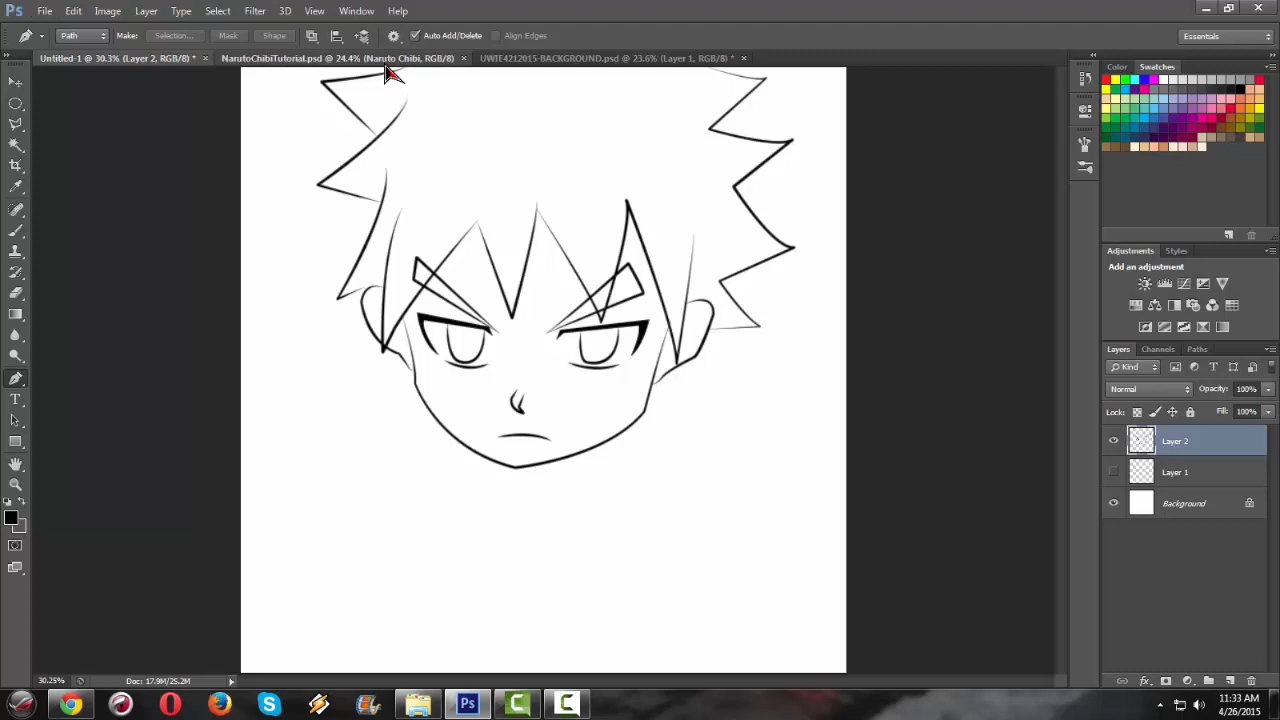 Ps File Edit Image Layer Type Select Filter 3D View Window Help
Path Make: Selection... Mask Shape Auto Add/Delete Align Edges Essentials
Untitled-1 @ 30.3% (Layer 2, RGB/8) * × NarutoChibiTutorial.psd @ 24.4% (Naruto Chibi, RGB/8) × UWIE4212015-BACKGROUND.psd @ 23.6% (Layer 1, RGB/8) * ×
Color Swatches
Adjustments Styles
Add an adjustment
Layers Channels Paths
Kind
Normal Opacity: 100%
Lock: Fill: 100%
Layer 2
Layer 1
Background
30.25% Doc: 17.9M/25.2M
Ps
11:33 AM
4/26/2015